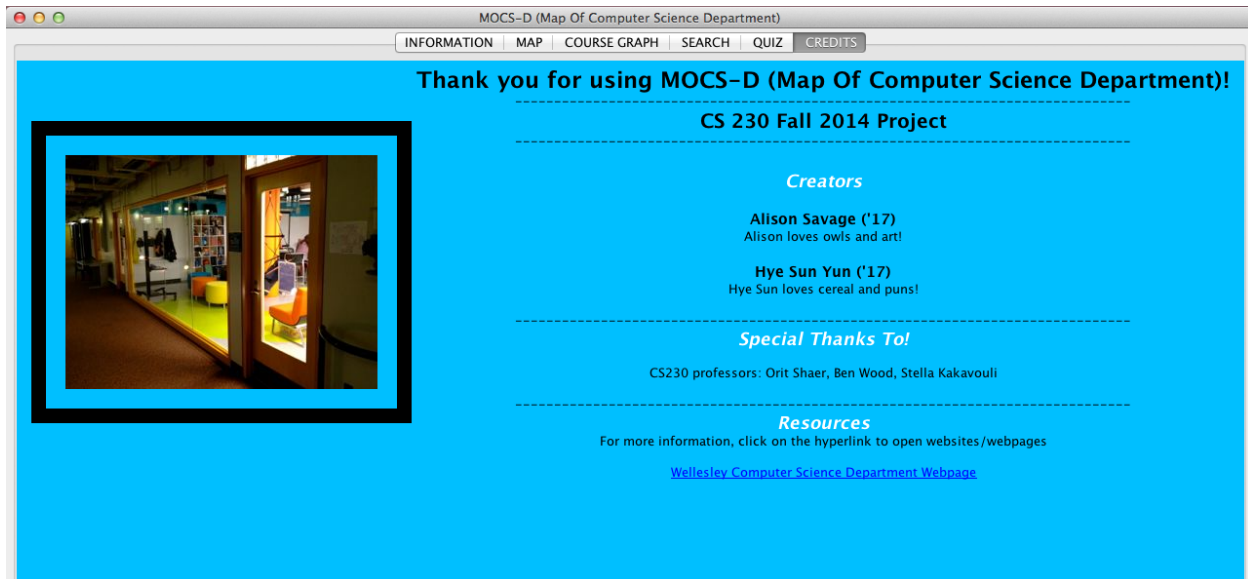 MOCS-D (Map Of Computer Science Department)
INFORMATION MAP COURSE GRAPH SEARCH QUIZ CREDITS
Thank you for using MOCS-D (Map Of Computer Science Department)!
CS 230 Fall 2014 Project
Creators
Alison Savage ('17)
Alison loves owls and art!
Hye Sun Yun ('17)
Hye Sun loves cereal and puns!
Special Thanks To!
CS230 professors: Orit Shaer, Ben Wood, Stella Kakavouli
Resources
For more information, click on the hyperlink to open websites/webpages
Wellesley Computer Science Department Webpage